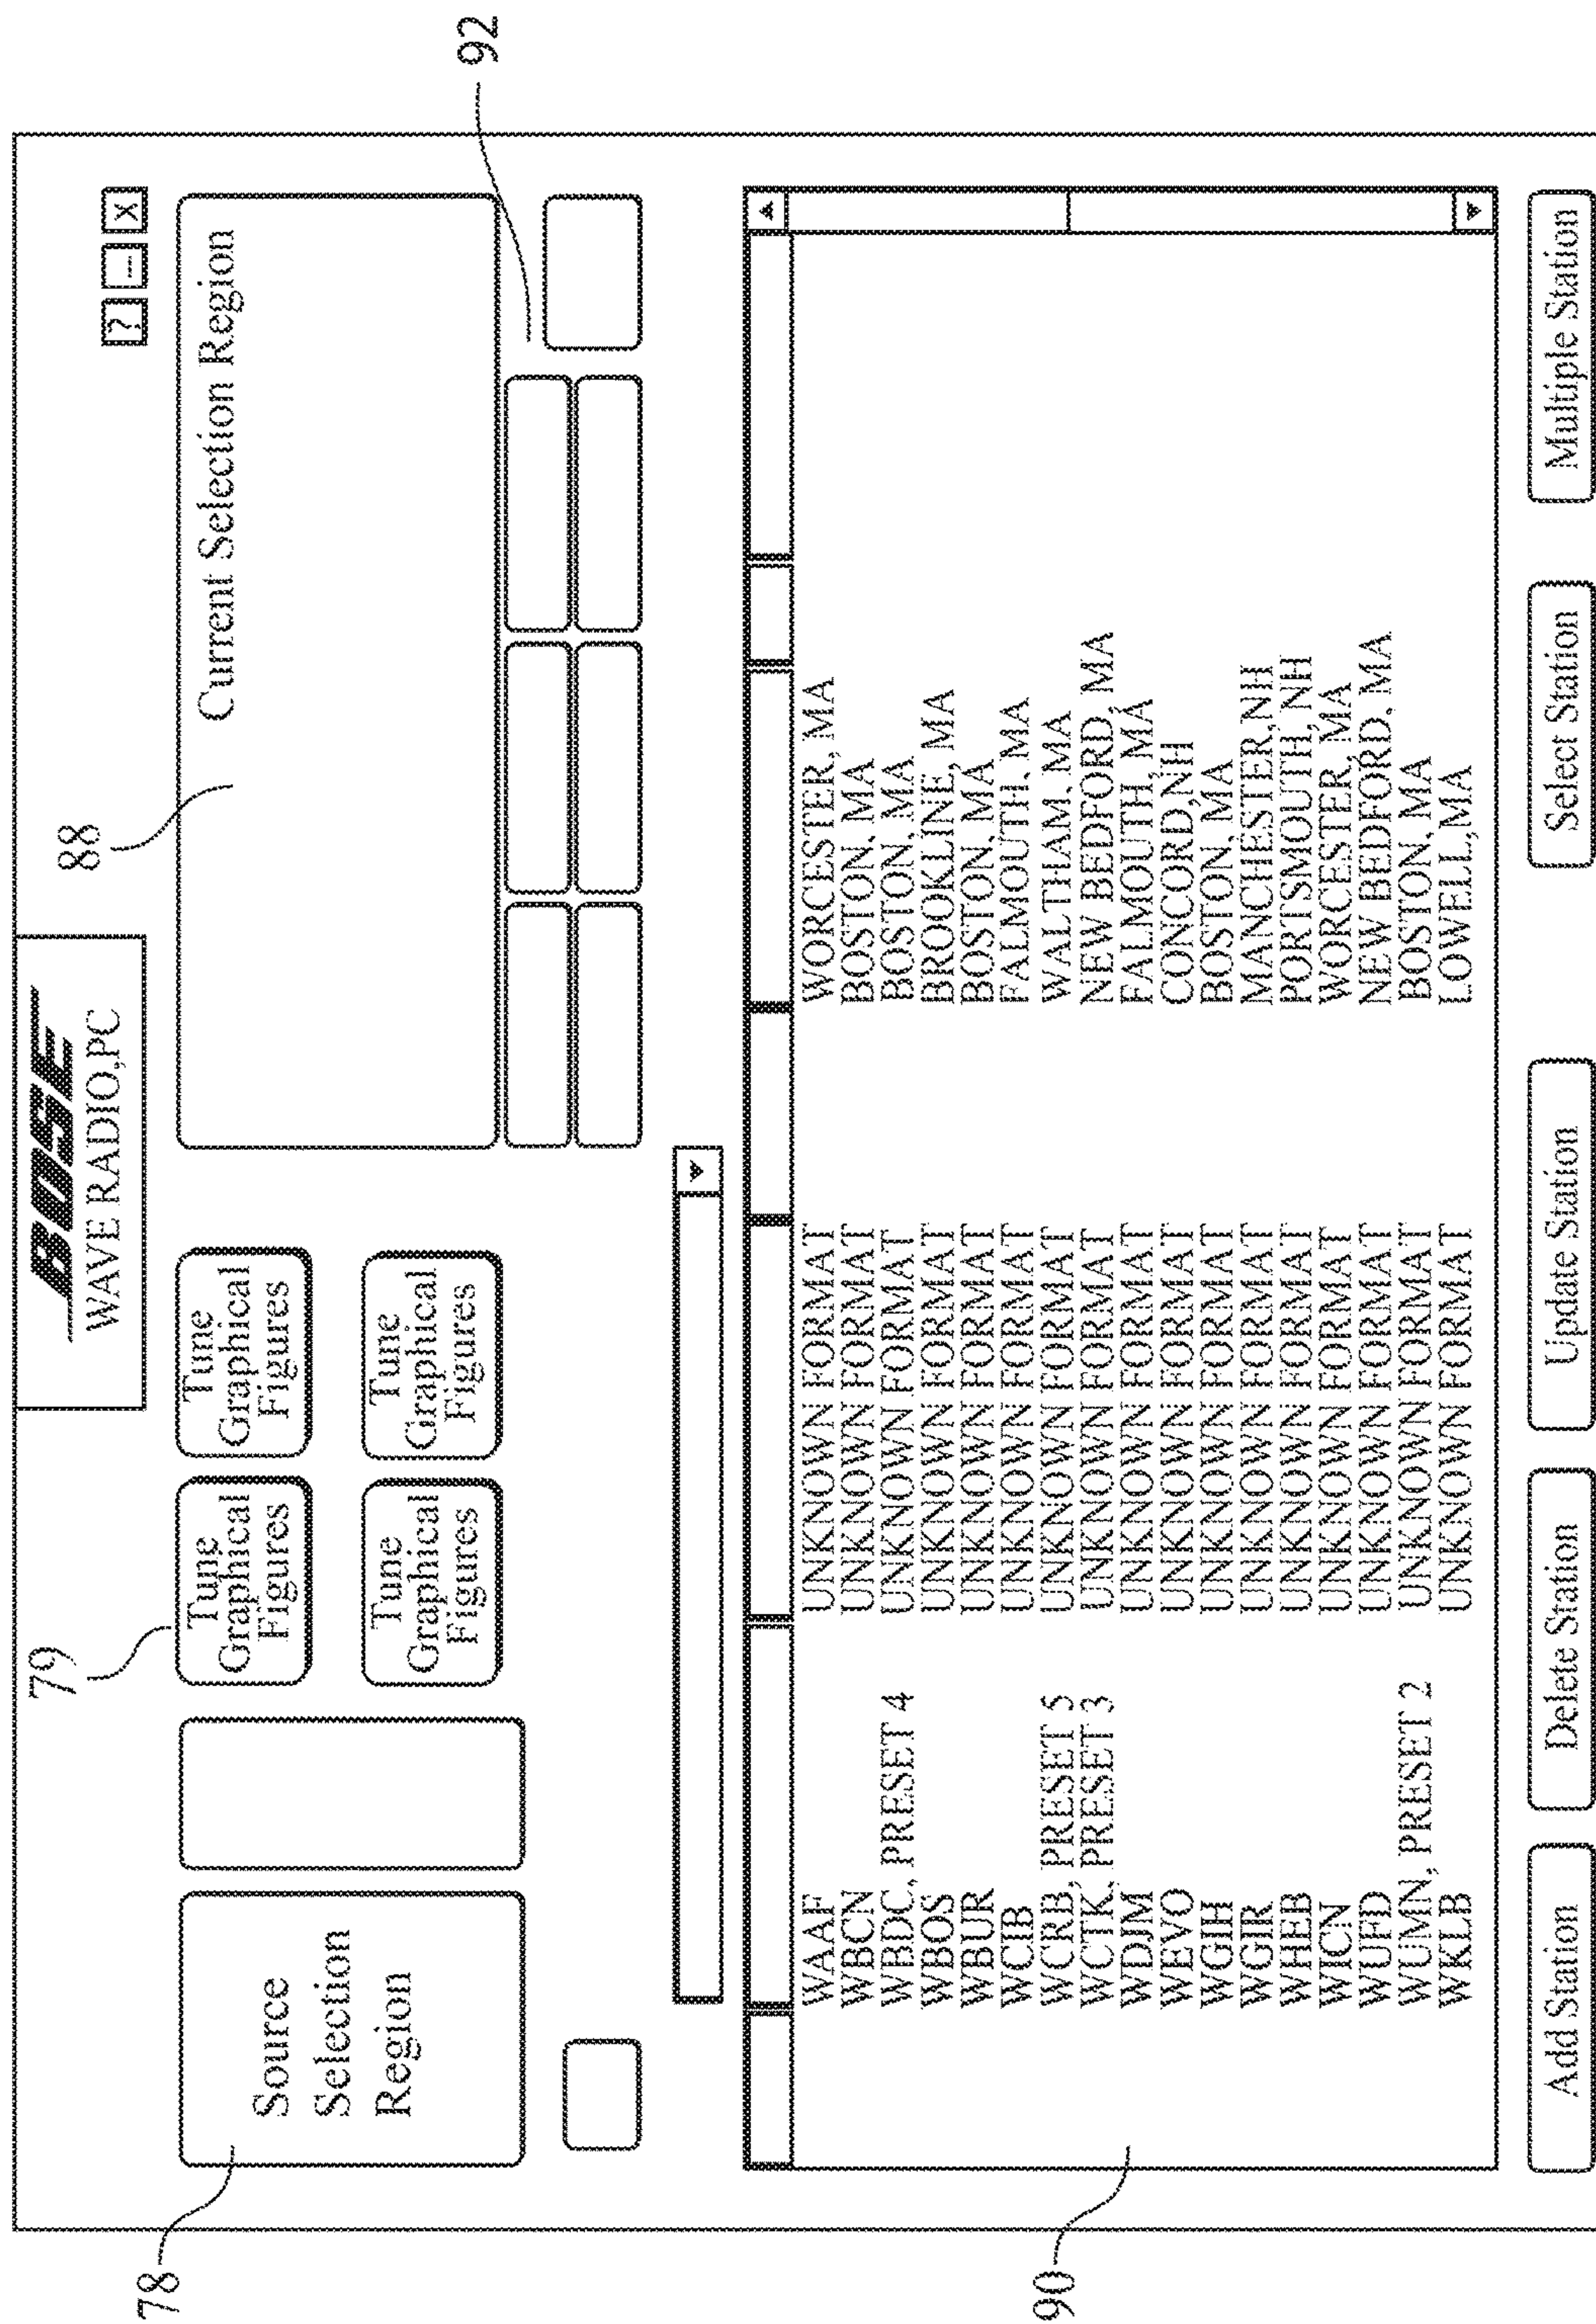 BOSE
WAVE RADIO,PC
? – X
78
79
88
92
90
Source
Selection
Region
Tune
Graphical
Figures
Tune
Graphical
Figures
Tune
Graphical
Figures
Tune
Graphical
Figures
Current Selection Region
WAAF UNKNOWN FORMAT WORCESTER, MA
WBCN UNKNOWN FORMAT BOSTON, MA
WBDC, PRESET 4 UNKNOWN FORMAT BOSTON, MA
WBOS UNKNOWN FORMAT BROOKLINE, MA
WBUR UNKNOWN FORMAT BOSTON, MA
WCIB UNKNOWN FORMAT FALMOUTH, MA
WCRB, PRESET 5 UNKNOWN FORMAT WALTHAM, MA
WCTK, PRESET 3 UNKNOWN FORMAT NEW BEDFORD, MA
WDJM UNKNOWN FORMAT FALMOUTH, MA
WEVO UNKNOWN FORMAT CONCORD,NH
WGIH UNKNOWN FORMAT BOSTON, MA
WGIR UNKNOWN FORMAT MANCHESTER,NH
WHEB UNKNOWN FORMAT PORTSMOUTH,NH
WICN UNKNOWN FORMAT WORCESTER, MA
WUFD UNKNOWN FORMAT NEW BEDFORD, MA
WUMN, PRESET 2 UNKNOWN FORMAT BOSTON, MA
WKLB UNKNOWN FORMAT LOWELL,MA
Add Station
Delete Station
Update Station
Select Station
Multiple Station